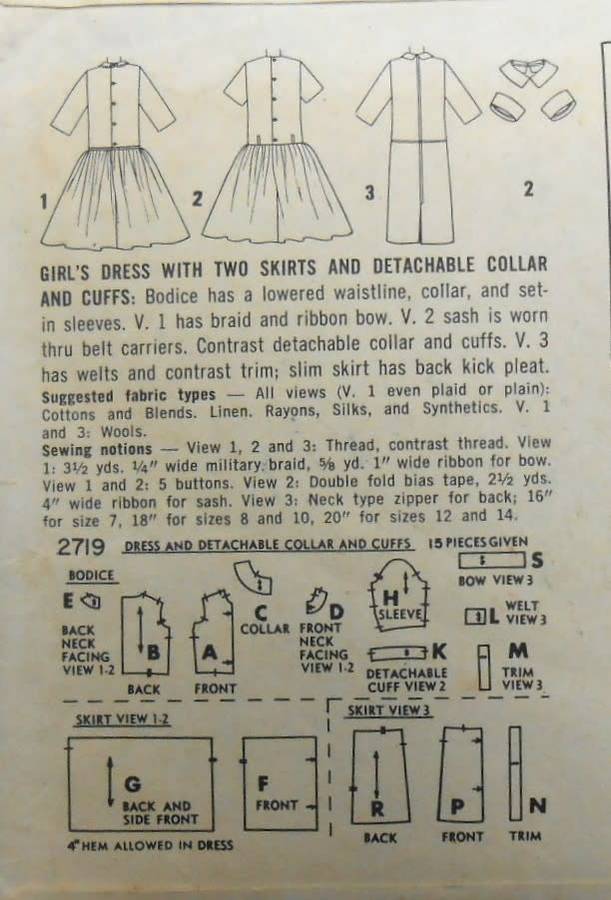 1
2
3
2
GIRL'S DRESS WITH TWO SKIRTS AND DETACHABLE COLLAR
AND CUFFS: Bodice has a lowered waistline, collar, and set-
in sleeves. V. 1 has braid and ribbon bow. V. 2 sash is worn
thru belt carriers. Contrast detachable collar and cuffs. V. 3
has welts and contrast trim; slim skirt has back kick pleat.
Suggested fabric types — All views (V. 1 even plaid or plain):
Cottons and Blends. Linen. Rayons, Silks, and Synthetics. V. 1
and 3: Wools.
Sewing notions — View 1, 2 and 3: Thread, contrast thread. View
1: 3½ yds. ¼" wide military braid, ⅝ yd. 1" wide ribbon for bow.
View 1 and 2: 5 buttons. View 2: Double fold bias tape, 2½ yds.
4" wide ribbon for sash. View 3: Neck type zipper for back; 16"
for size 7, 18" for sizes 8 and 10, 20" for sizes 12 and 14.
2719 DRESS AND DETACHABLE COLLAR AND CUFFS 15 PIECES GIVEN
BODICE
E
BACK
NECK
FACING
VIEW 1-2
B
BACK
A
FRONT
C
COLLAR
D
FRONT
NECK
FACING
VIEW 1-2
H
SLEEVE
K
DETACHABLE
CUFF VIEW 2
S
BOW VIEW 3
L WELT
VIEW 3
M
TRIM
VIEW 3
SKIRT VIEW 1-2
G
BACK AND
SIDE FRONT
F
FRONT
4" HEM ALLOWED IN DRESS
SKIRT VIEW 3
R
BACK
P
FRONT
N
TRIM